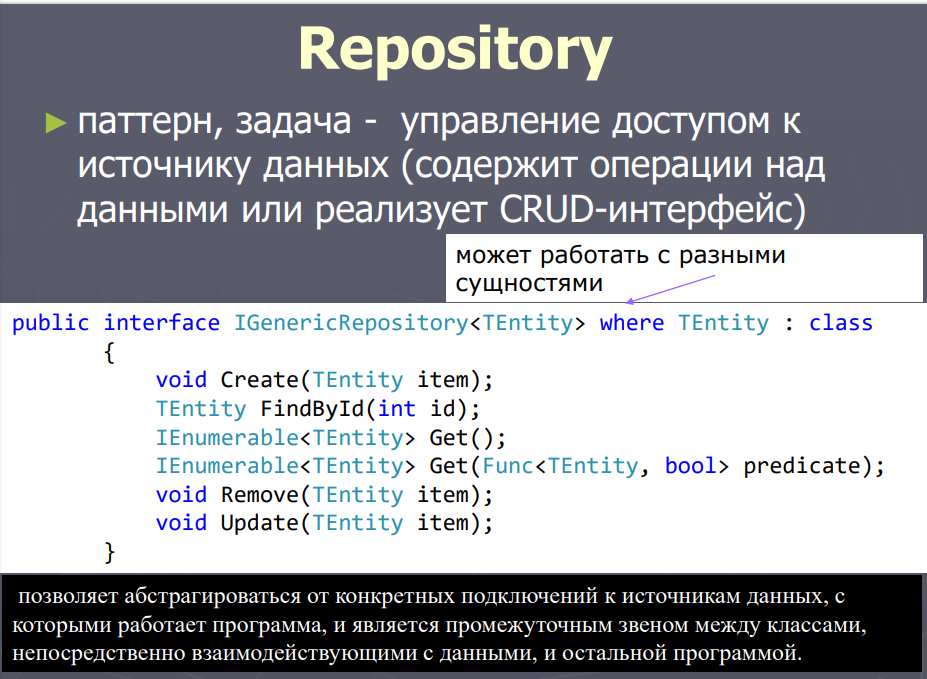 Repository
паттерн, задача - управление доступом к
источнику данных (содержит операции над
данными или реализует CRUD-интерфейс)
может работать с разными
сущностями
public interface IGenericRepository<TEntity> where TEntity : class
{
void Create(TEntity item);
TEntity FindById(int id);
IEnumerable<TEntity> Get();
IEnumerable<TEntity> Get(Func<TEntity, bool> predicate);
void Remove(TEntity item);
void Update(TEntity item);
}
позволяет абстрагироваться от конкретных подключений к источникам данных, с
которыми работает программа, и является промежуточным звеном между классами,
непосредственно взаимодействующими с данными, и остальной программой.